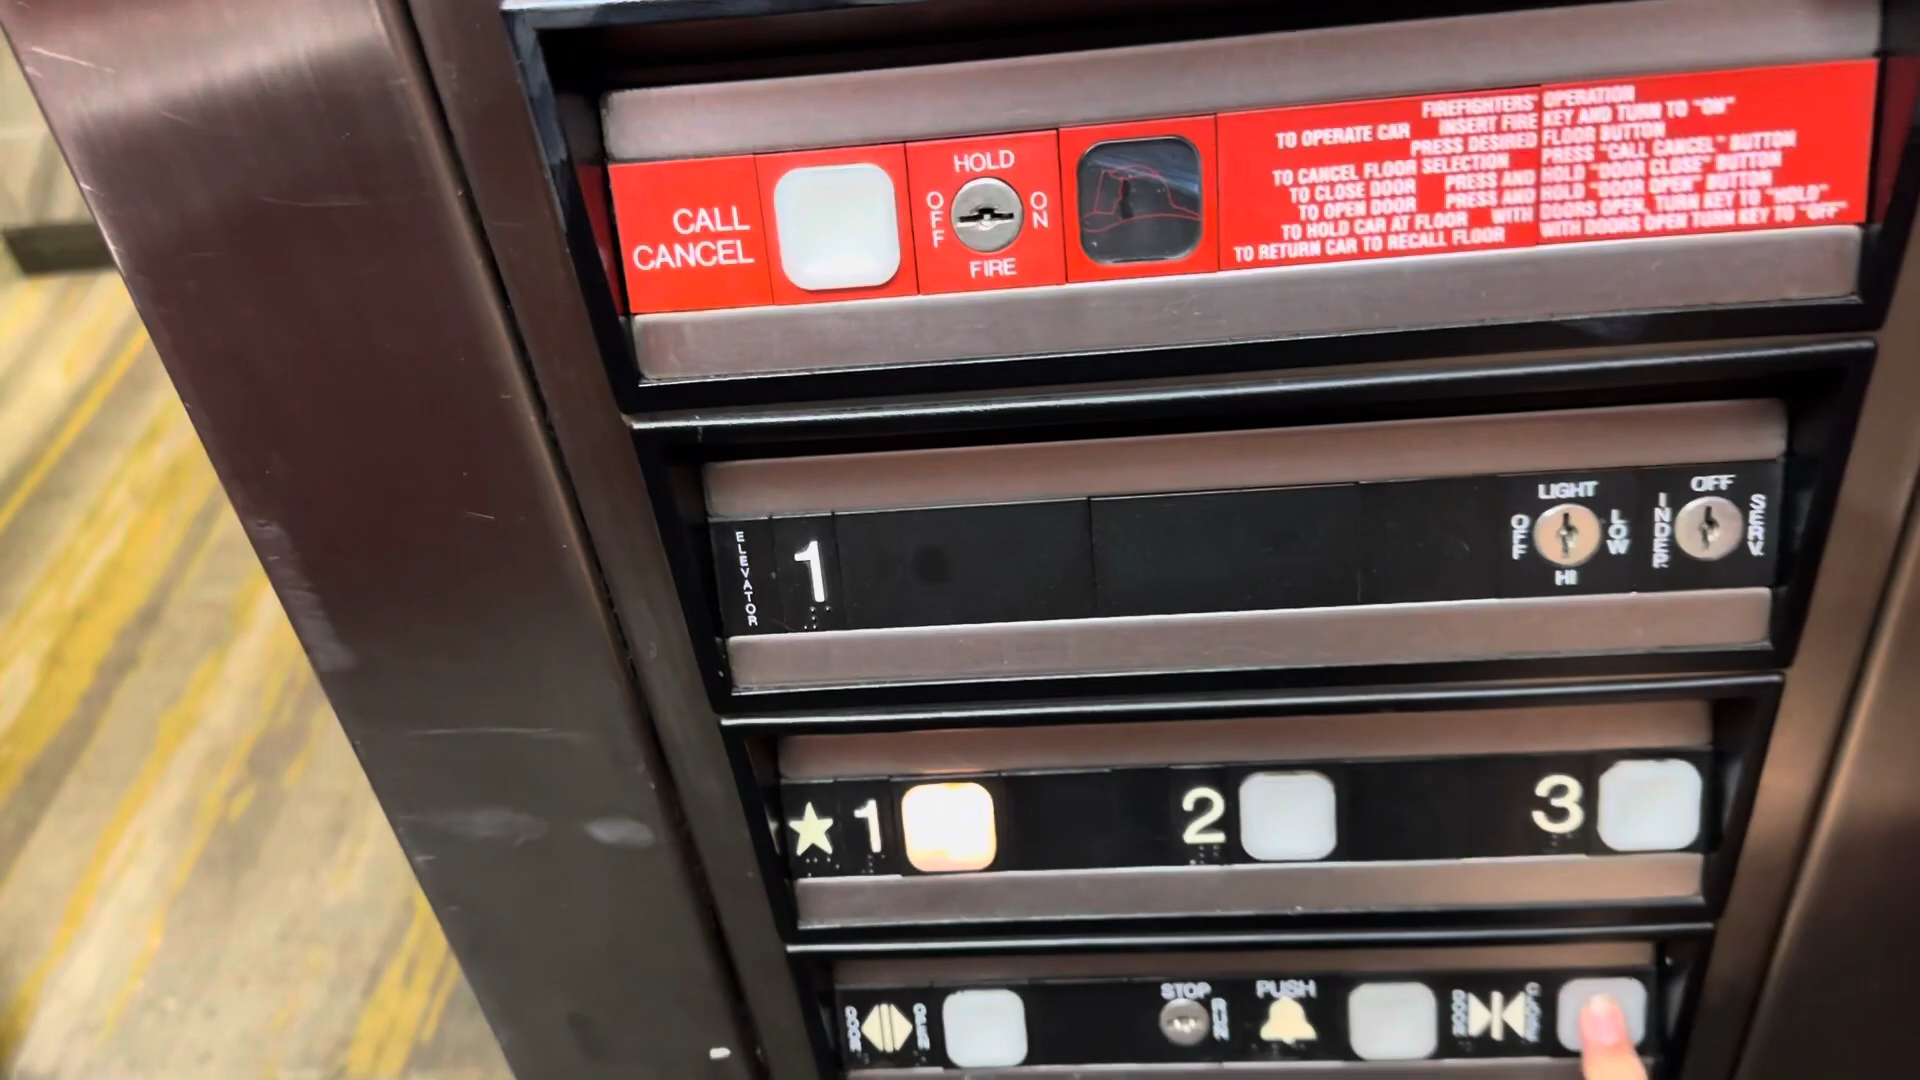 FIREFIGHTERS' OPERATION
TO OPERATE CAR INSERT FIRE KEY AND TURN TO "ON"
PRESS DESIRED FLOOR BUTTON
TO CANCEL FLOOR SELECTION PRESS "CALL CANCEL" BUTTON
TO CLOSE DOOR PRESS AND HOLD "DOOR CLOSE" BUTTON
TO OPEN DOOR PRESS AND HOLD "DOOR OPEN" BUTTON
TO HOLD CAR AT FLOOR WITH DOORS OPEN, TURN KEY TO "HOLD"
TO RETURN CAR TO RECALL FLOOR WITH DOORS OPEN TURN KEY TO "OFF"
CALL
CANCEL
HOLD
OFF
ON
FIRE
ELEVATOR
1
LIGHT
OFF
LOW
HI
OFF
INDEP
SERV
★ 1
2
3
DOOR
STOP
RUN
PUSH
DOOR
CLOSE